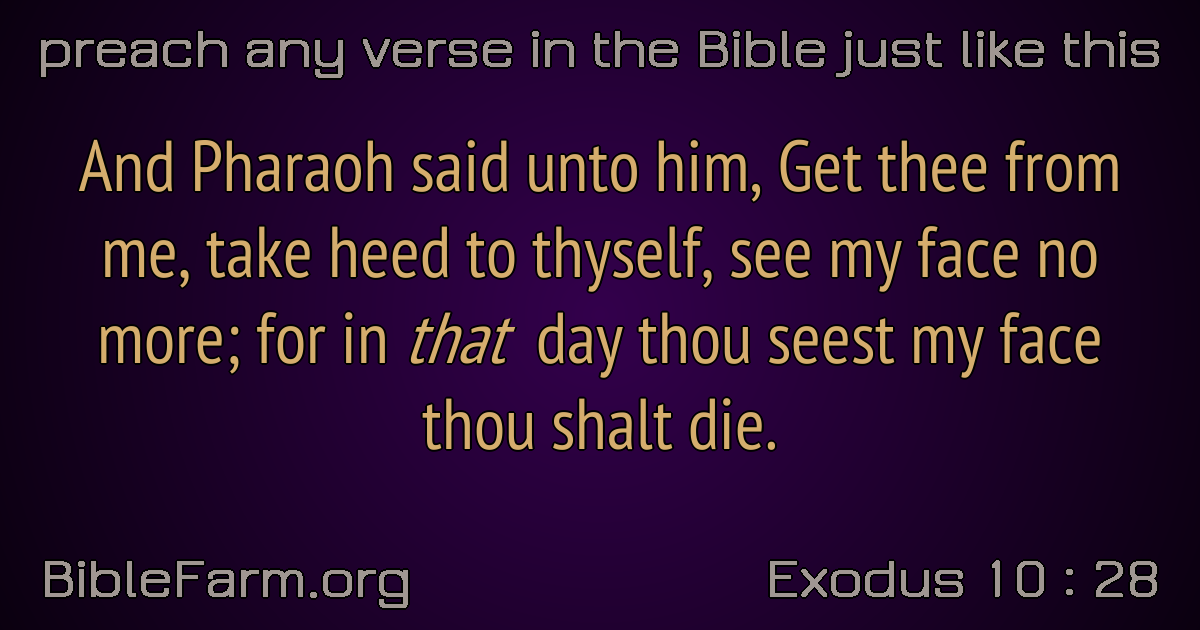 preach any verse in the Bible just like this
And Pharaoh said unto him, Get thee from
me, take heed to thyself, see my face no
more; for in that day thou seest my face
thou shalt die.
BibleFarm.org
Exodus 10 : 28